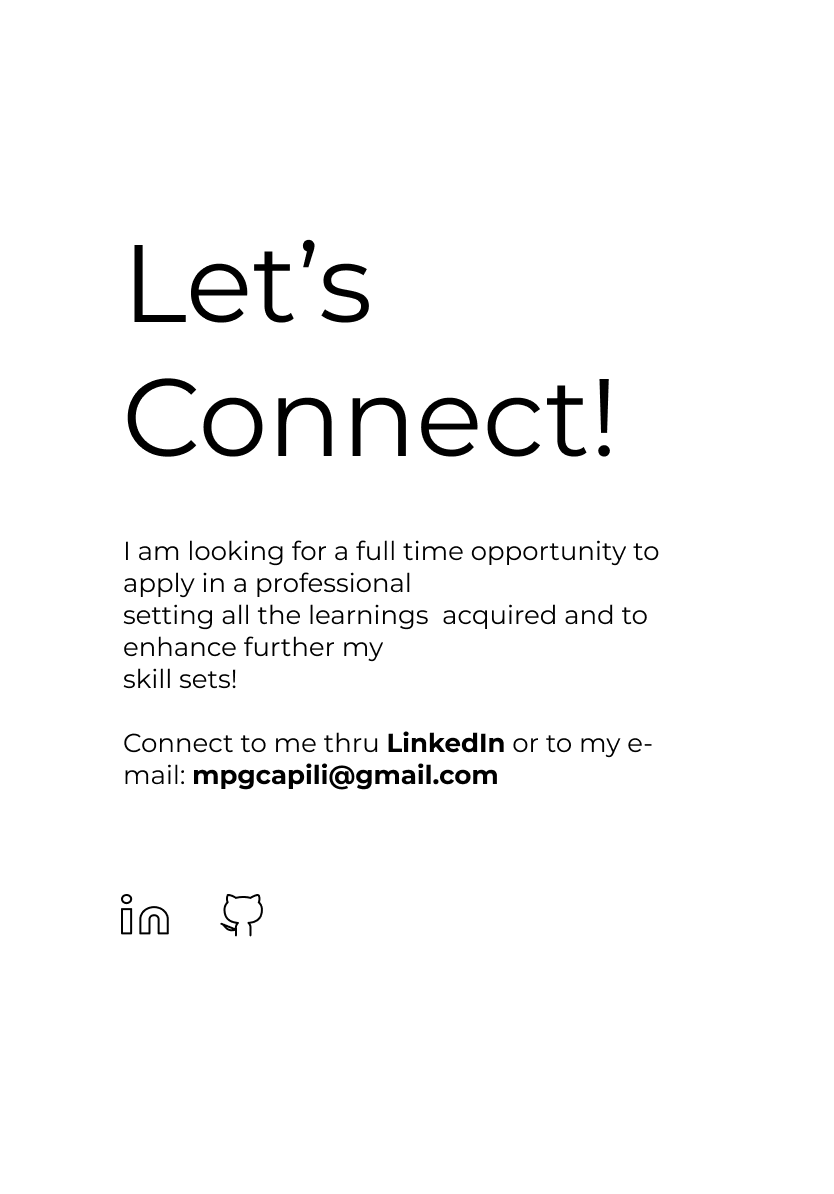 Let’s
Connect!
I am looking for a full time opportunity to
apply in a professional
setting all the learnings  acquired and to
enhance further my
skill sets!
Connect to me thru LinkedIn or to my e-
mail: mpgcapili@gmail.com
in